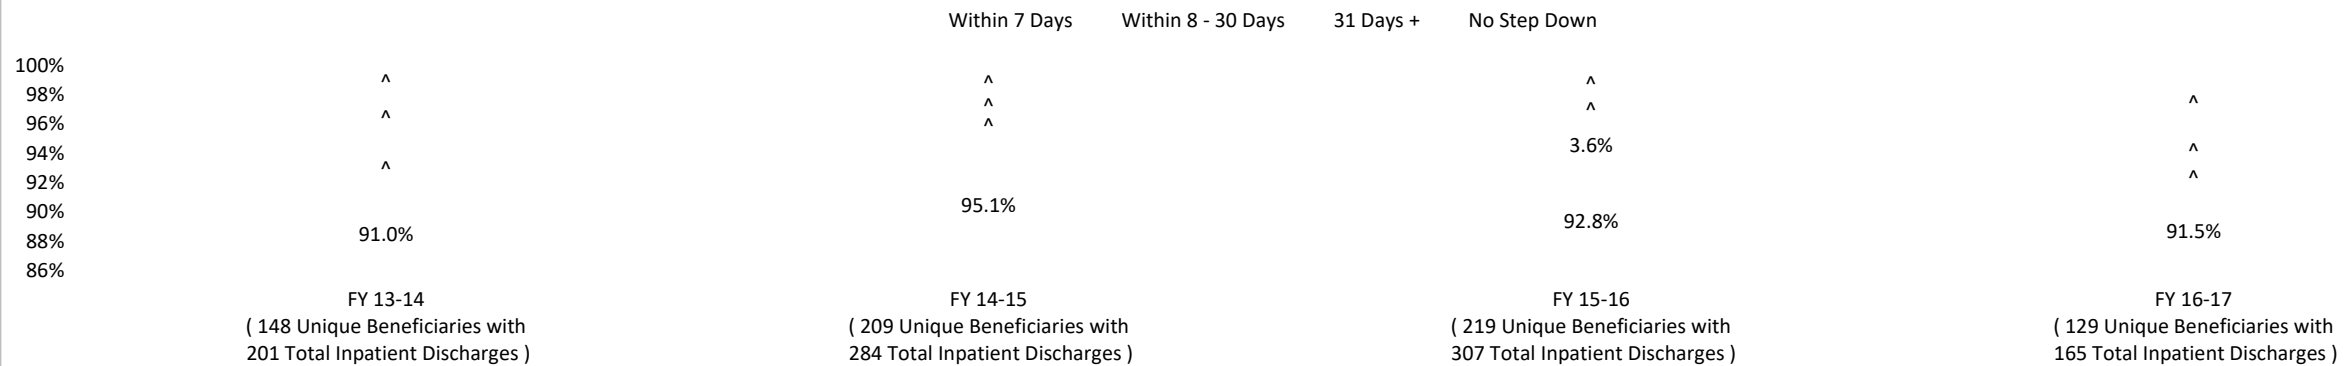 Within 7 Days Within 8 - 30 Days 31 Days + No Step Down
100%
98%
96%
94%
92%
90%
88%
86%
^
^
^
91.0%
^
^
^
95.1%
^
^
3.6%
92.8%
^
^
^
91.5%
FY 13-14
( 148 Unique Beneficiaries with
201 Total Inpatient Discharges )
FY 14-15
( 209 Unique Beneficiaries with
284 Total Inpatient Discharges )
FY 15-16
( 219 Unique Beneficiaries with
307 Total Inpatient Discharges )
FY 16-17
( 129 Unique Beneficiaries with
165 Total Inpatient Discharges )